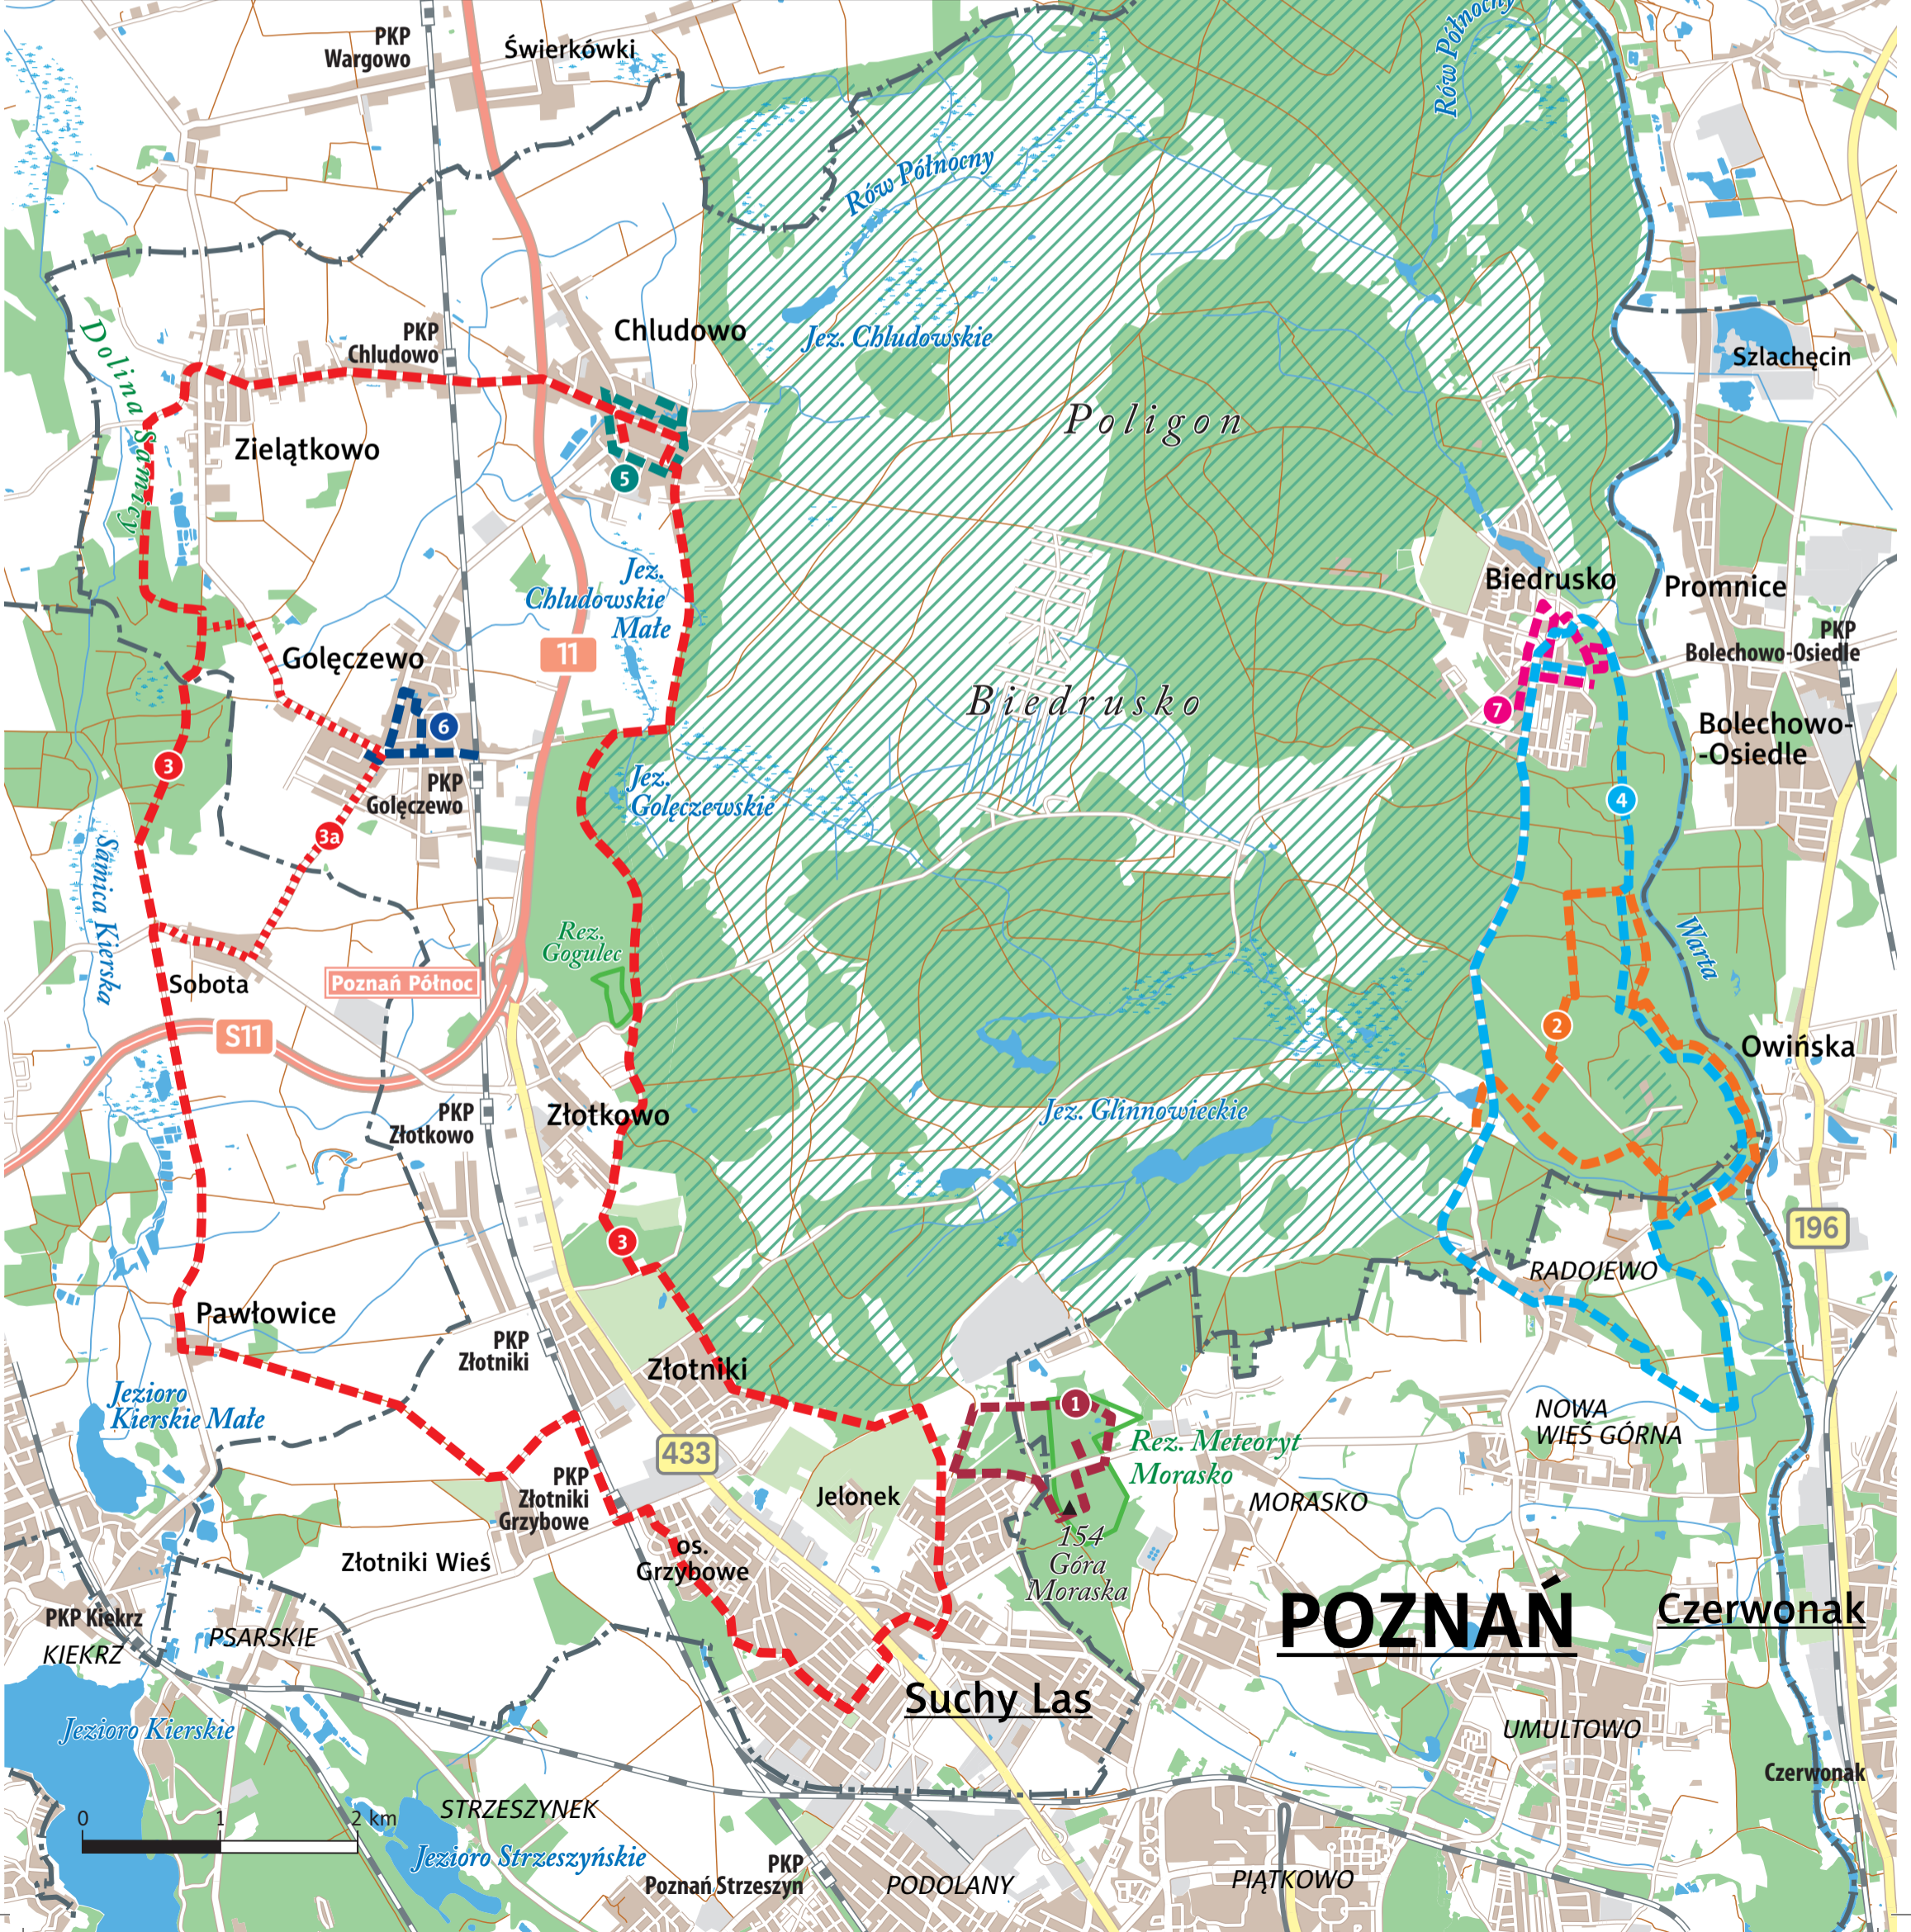 PKP
Wargowo
Świerkówki
Rów Północny
Rów Północny
Jez. Chludowskie
Chludowo
PKP
Chludowo
Dolina Samicy
Zielątkowo
5
Poligon
Szlachęcin
Jez.
Chludowskie
Małe
Biedrusko
Promnice
PKP
Bolechowo-Osiedle
11
Golęczewo
6
Biedrusko
7
Bolechowo-
-Osiedle
3
PKP
Golęczewo
Jez.
Golęczewskie
4
3a
Samica Kierska
Rez.
Gogulec
Warta
Sobota
Poznań Północ
S11
2
Owińska
Złotkowo
PKP
Złotkowo
Jez. Glinnowieckie
196
3
RADOJEWO
Pawłowice
PKP
Złotniki
Złotniki
Jezioro
Kierskie Małe
1
Rez. Meteoryt
Morasko
NOWA
WIEŚ GÓRNA
433
PKP
Złotniki
Grzybowe
Jelonek
MORASKO
154
Góra
Moraska
os.
Grzybowe
Złotniki Wieś
POZNAŃ
Czerwonak
PKP Kiekrz
KIEKRZ
PSARSKIE
Suchy Las
Jezioro Kierskie
UMULTOWO
Czerwonak
0 1 2 km
STRZESZYNEK
Jezioro Strzeszyńskie
PKP
Poznań Strzeszyn
PODOLANY
PIĄTKOWO